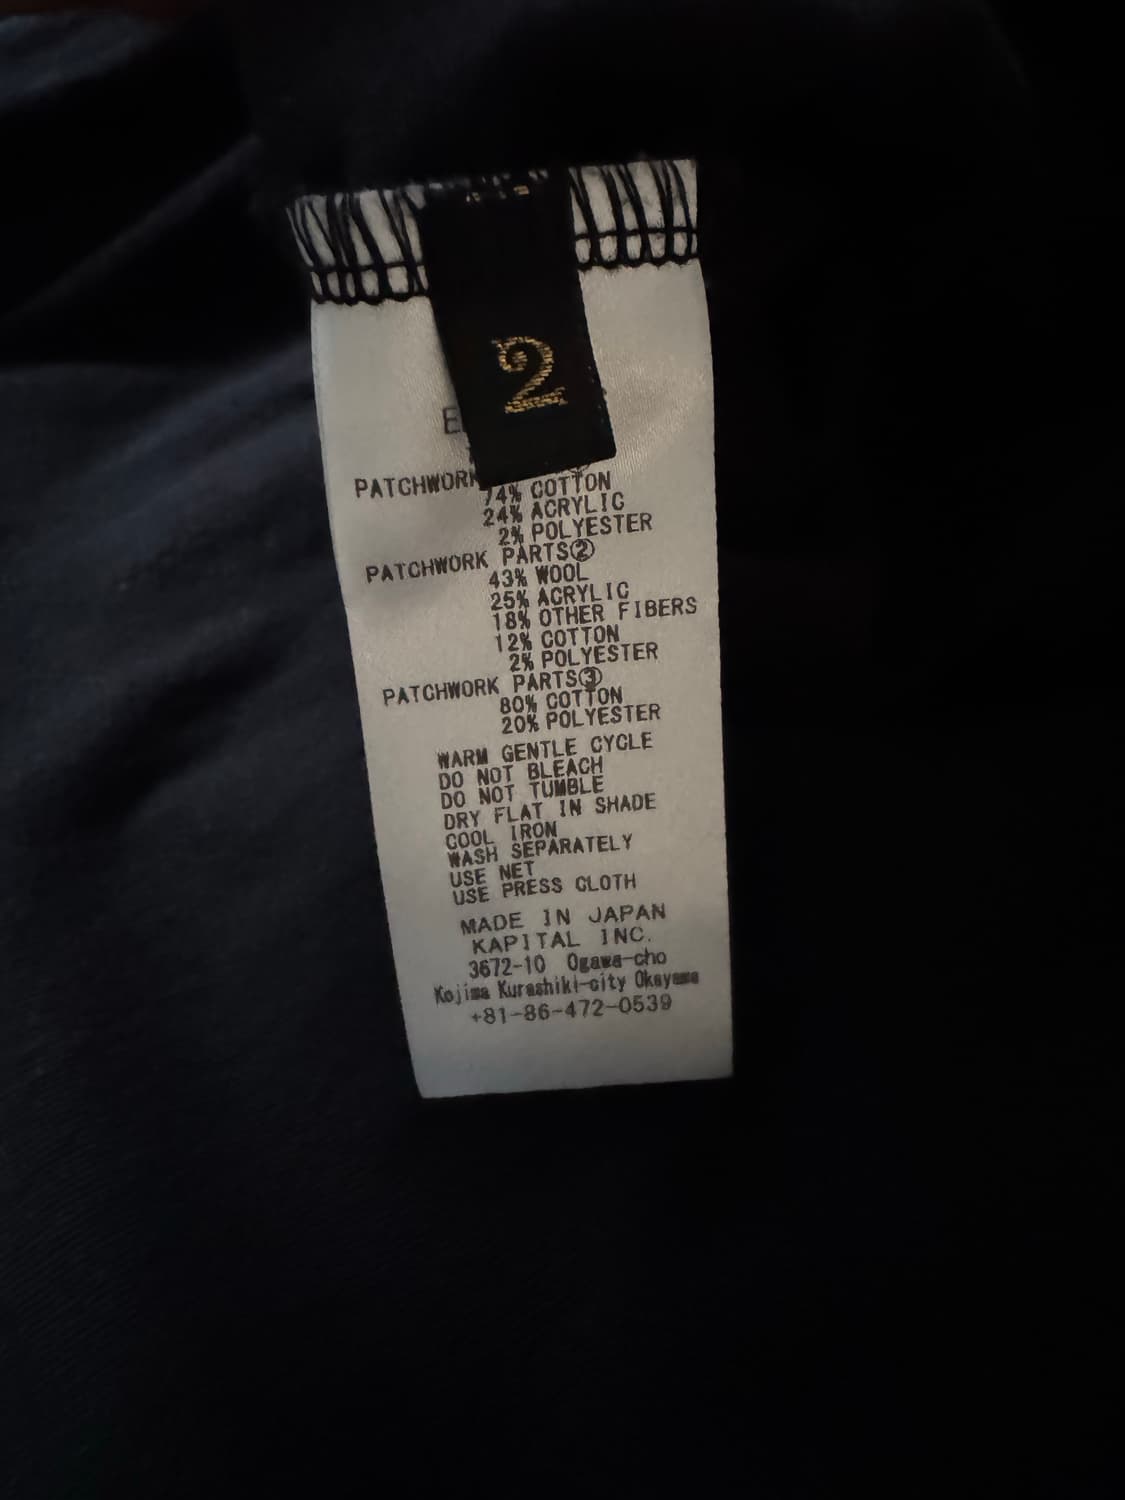 2
PATCHWORK
74% COTTON
24% ACRYLIC
2% POLYESTER
PATCHWORK PARTS②
43% WOOL
25% ACRYLIC
18% OTHER FIBERS
12% COTTON
2% POLYESTER
PATCHWORK PARTS③
80% COTTON
20% POLYESTER
WARM GENTLE CYCLE
DO NOT BLEACH
DO NOT TUMBLE
DRY FLAT IN SHADE
COOL IRON
WASH SEPARATELY
USE NET
USE PRESS CLOTH
MADE IN JAPAN
KAPITAL INC.
3672-10 Ogawa-cho
Kojima Kurashiki-city Okayama
+81-86-472-0539